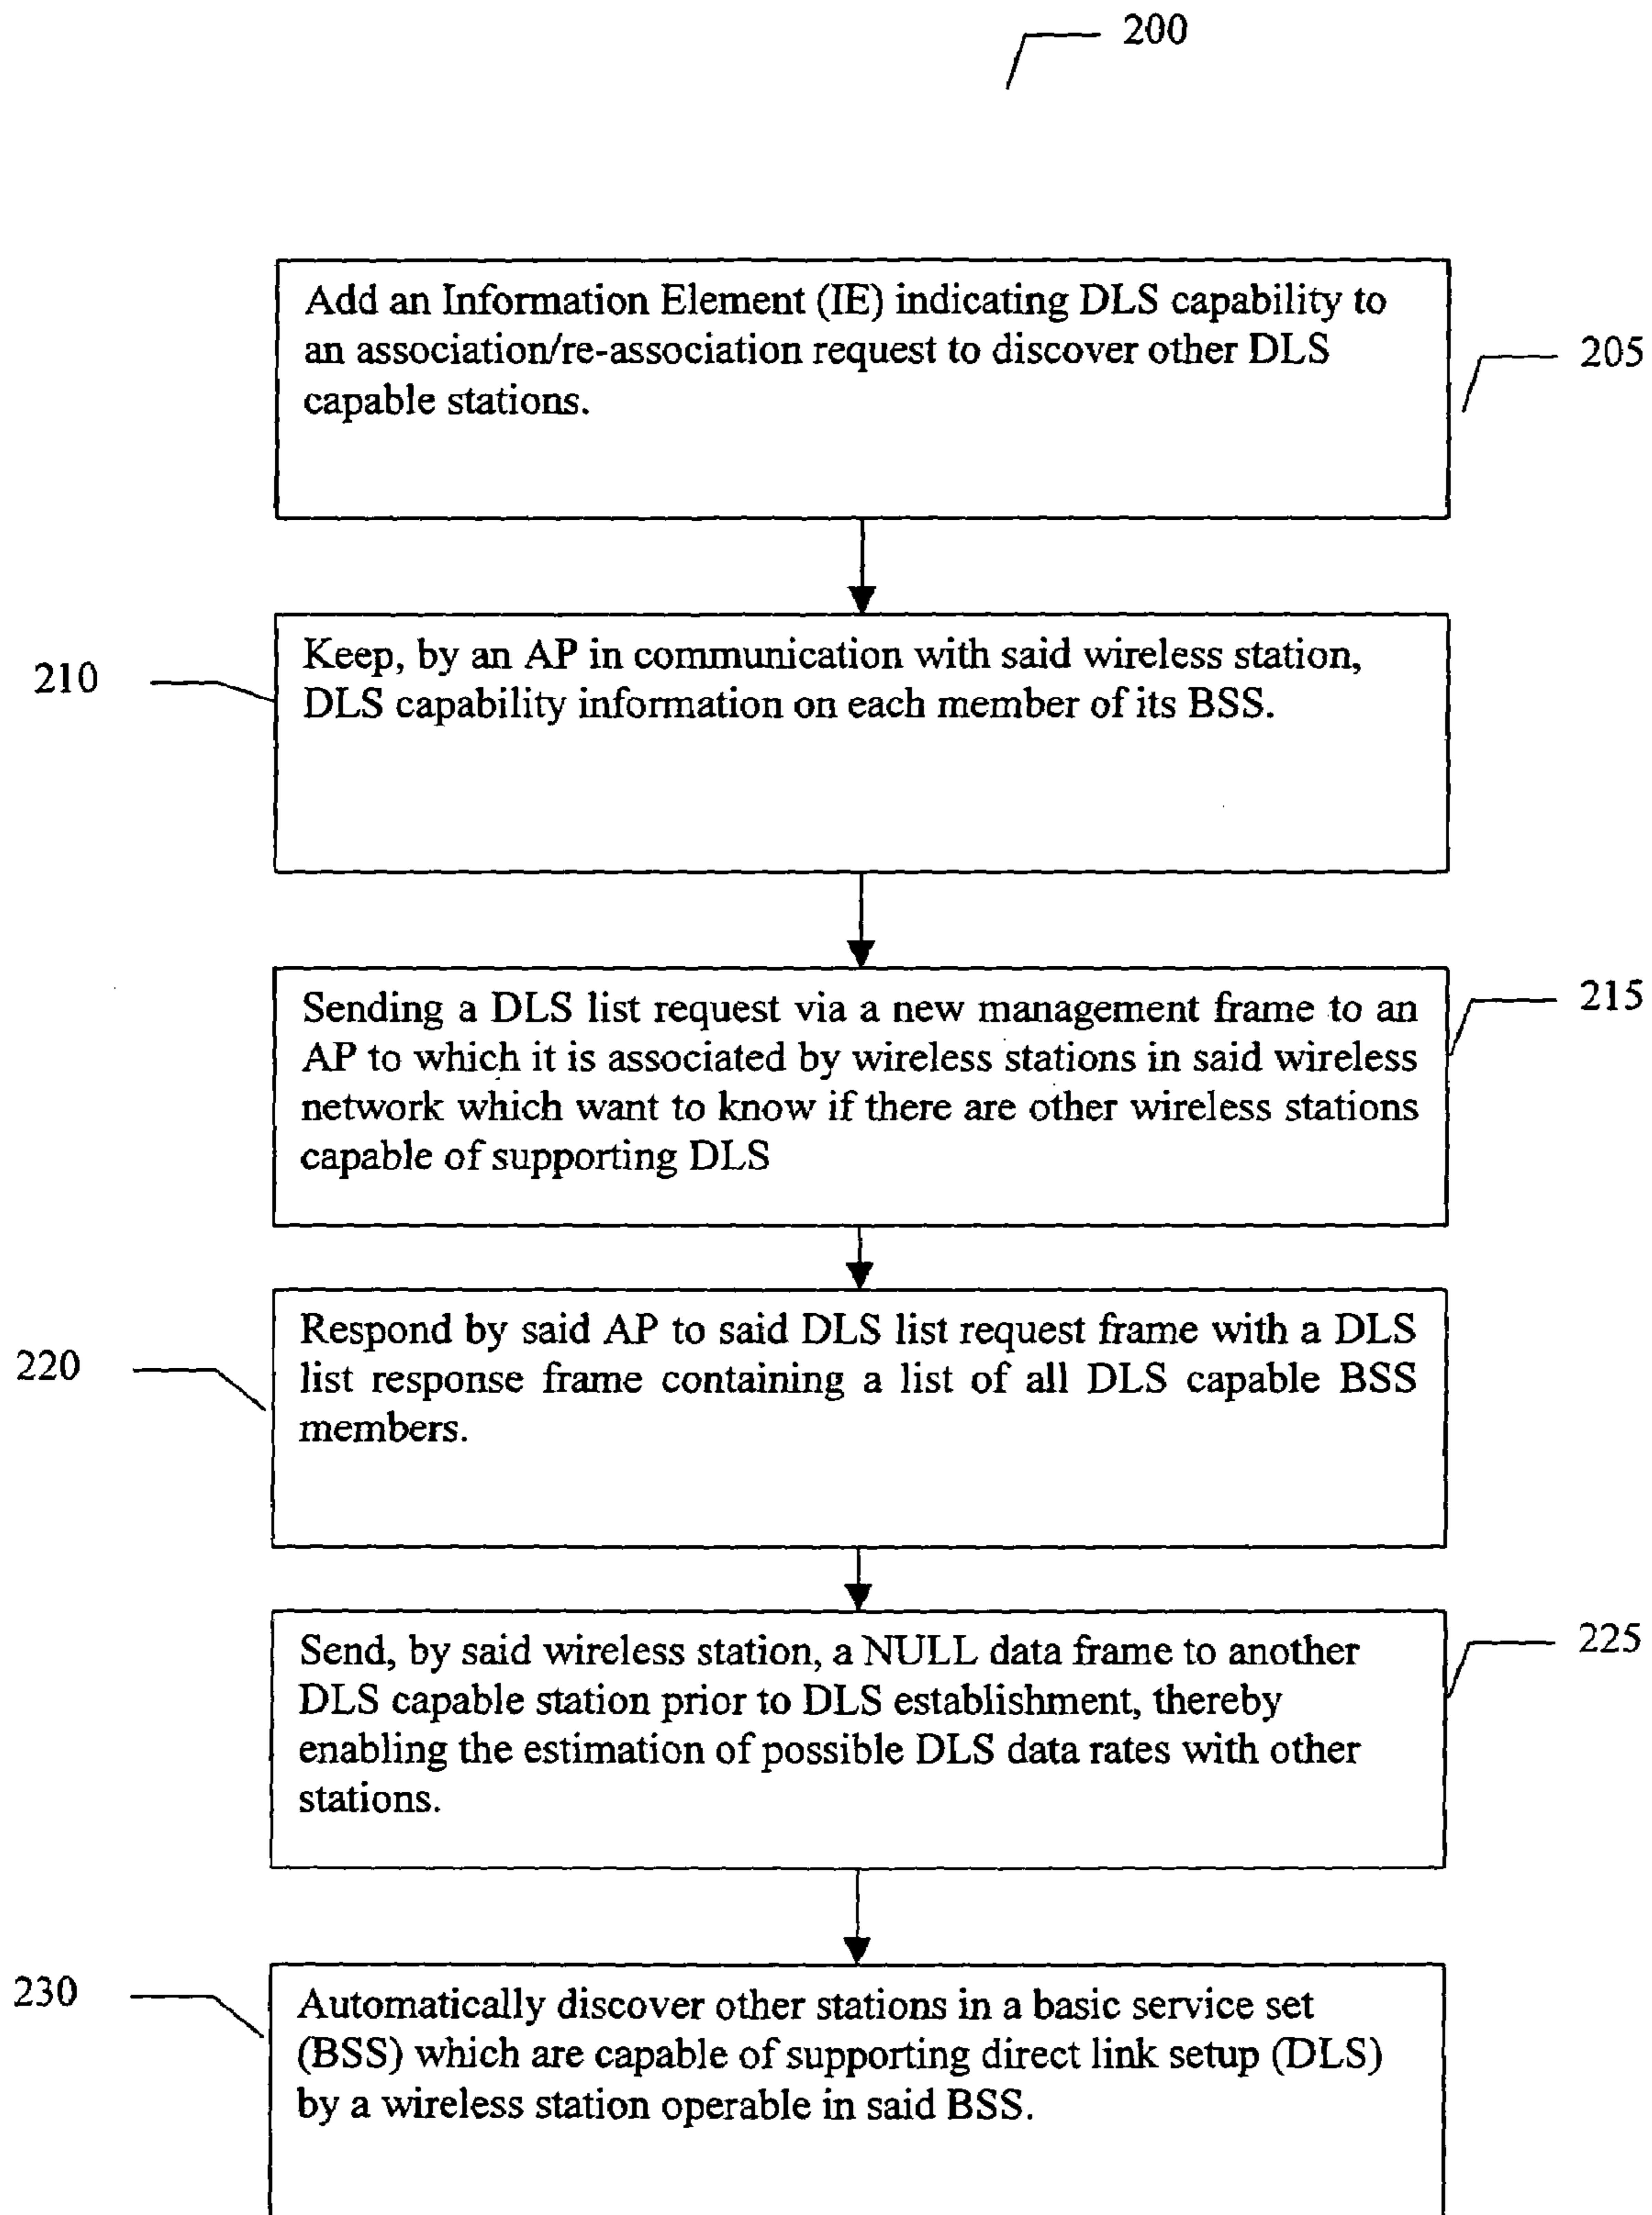 200
Add an Information Element (IE) indicating DLS capability to
an association/re-association request to discover other DLS
capable stations.
205
210
Keep, by an AP in communication with said wireless station,
DLS capability information on each member of its BSS.
Sending a DLS list request via a new management frame to an
AP to which it is associated by wireless stations in said wireless
network which want to know if there are other wireless stations
capable of supporting DLS
215
220
Respond by said AP to said DLS list request frame with a DLS
list response frame containing a list of all DLS capable BSS
members.
Send, by said wireless station, a NULL data frame to another
DLS capable station prior to DLS establishment, thereby
enabling the estimation of possible DLS data rates with other
stations.
225
230
Automatically discover other stations in a basic service set
(BSS) which are capable of supporting direct link setup (DLS)
by a wireless station operable in said BSS.